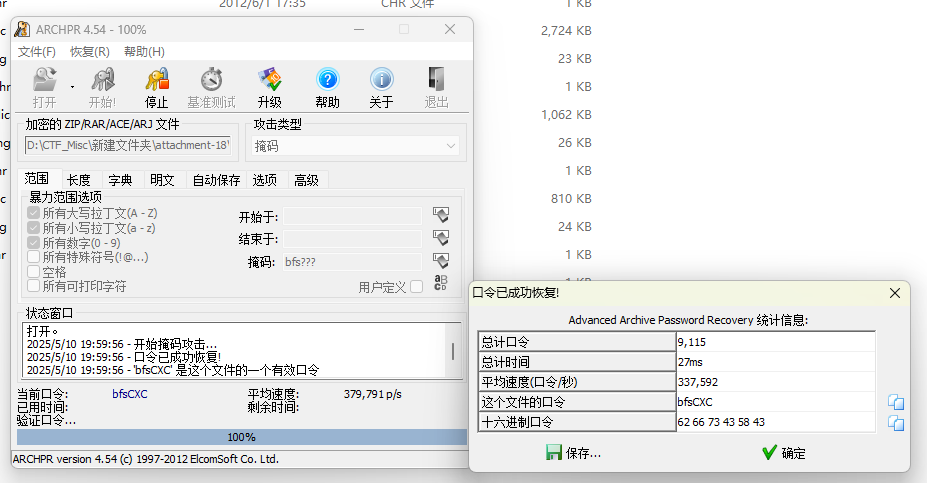 hr
2012/6/1 17:35
CHR 文件
1 KB
ARCHPR 4.54 - 100%
文件(F) 恢复(R) 帮助(H)
打开 开始! 停止 基准测试 升级 帮助 关于 退出
加密的 ZIP/RAR/ACE/ARJ 文件
D:\CTF_Misc\新建文件夹\attachment-18\
攻击类型
掩码
范围 长度 字典 明文 自动保存 选项 高级
暴力范围选项
所有大写拉丁文(A - Z)
所有小写拉丁文(a - z)
所有数字(0 - 9)
所有特殊符号(!@...)
空格
所有可打印字符
开始于:
结束于:
掩码: bfs???
用户定义
状态窗口
打开。
2025/5/10 19:59:56 - 开始掩码攻击...
2025/5/10 19:59:56 - 口令已成功恢复!
2025/5/10 19:59:56 - 'bfsCXC' 是这个文件的一个有效口令
当前口令: bfsCXC 平均速度: 379,791 p/s
已用时间: 剩余时间:
验证口令...
100%
ARCHPR version 4.54 (c) 1997-2012 ElcomSoft Co. Ltd.
2,724 KB
23 KB
1 KB
1,062 KB
26 KB
1 KB
810 KB
24 KB
1 KB
口令已成功恢复!
Advanced Archive Password Recovery 统计信息:
总计口令 9,115
总计时间 27ms
平均速度(口令/秒) 337,592
这个文件的口令 bfsCXC
十六进制口令 62 66 73 43 58 43
保存... 确定